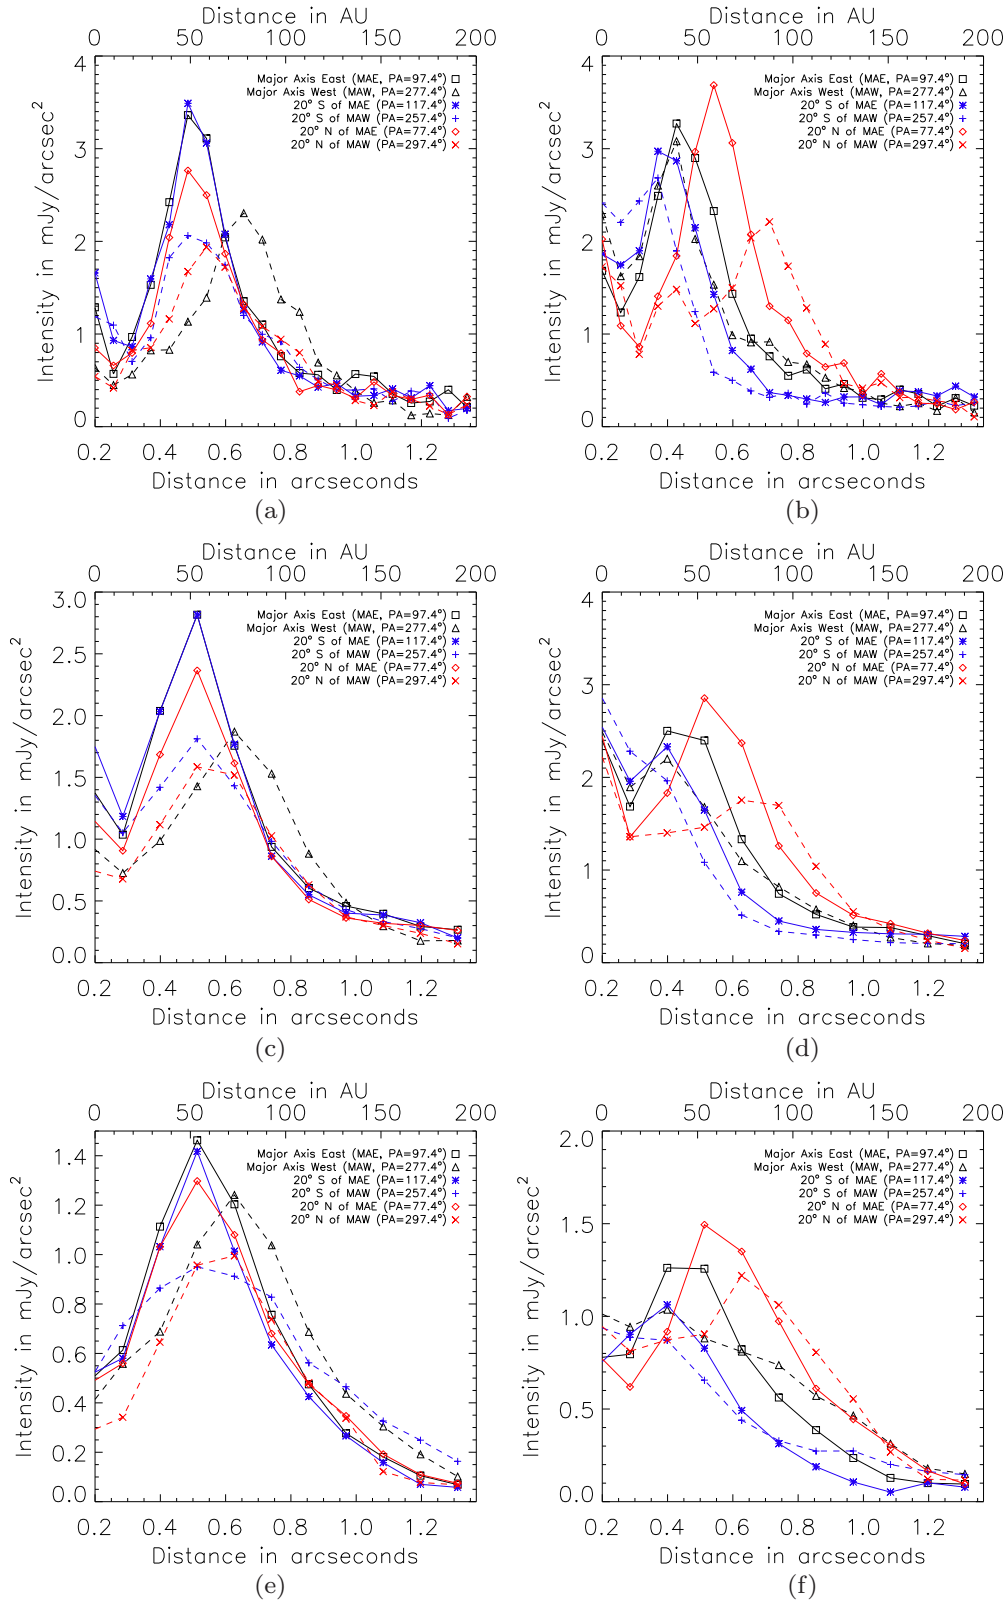 Distance in AU
0 50 100 150 200
Intensity in mJy/arcsec2
4
3
2
1
0
Major Axis East (MAE, PA=97.4°)
Major Axis West (MAW, PA=277.4°)
20° S of MAE (PA=117.4°)
20° S of MAW (PA=257.4°)
20° N of MAE (PA=77.4°)
20° N of MAW (PA=297.4°)
0.2 0.4 0.6 0.8 1.0 1.2
Distance in arcseconds
(a)
Distance in AU
0 50 100 150 200
Intensity in mJy/arcsec2
4
3
2
1
0
Major Axis East (MAE, PA=97.4°)
Major Axis West (MAW, PA=277.4°)
20° S of MAE (PA=117.4°)
20° S of MAW (PA=257.4°)
20° N of MAE (PA=77.4°)
20° N of MAW (PA=297.4°)
0.2 0.4 0.6 0.8 1.0 1.2
Distance in arcseconds
(b)
Distance in AU
0 50 100 150 200
Intensity in mJy/arcsec2
3.0
2.5
2.0
1.5
1.0
0.5
0.0
Major Axis East (MAE, PA=97.4°)
Major Axis West (MAW, PA=277.4°)
20° S of MAE (PA=117.4°)
20° S of MAW (PA=257.4°)
20° N of MAE (PA=77.4°)
20° N of MAW (PA=297.4°)
0.2 0.4 0.6 0.8 1.0 1.2
Distance in arcseconds
(c)
Distance in AU
0 50 100 150 200
Intensity in mJy/arcsec2
4
3
2
1
0
Major Axis East (MAE, PA=97.4°)
Major Axis West (MAW, PA=277.4°)
20° S of MAE (PA=117.4°)
20° S of MAW (PA=257.4°)
20° N of MAE (PA=77.4°)
20° N of MAW (PA=297.4°)
0.2 0.4 0.6 0.8 1.0 1.2
Distance in arcseconds
(d)
Distance in AU
0 50 100 150 200
Intensity in mJy/arcsec2
1.4
1.2
1.0
0.8
0.6
0.4
0.2
0.0
Major Axis East (MAE, PA=97.4°)
Major Axis West (MAW, PA=277.4°)
20° S of MAE (PA=117.4°)
20° S of MAW (PA=257.4°)
20° N of MAE (PA=77.4°)
20° N of MAW (PA=297.4°)
0.2 0.4 0.6 0.8 1.0 1.2
Distance in arcseconds
(e)
Distance in AU
0 50 100 150 200
Intensity in mJy/arcsec2
2.0
1.5
1.0
0.5
0.0
Major Axis East (MAE, PA=97.4°)
Major Axis West (MAW, PA=277.4°)
20° S of MAE (PA=117.4°)
20° S of MAW (PA=257.4°)
20° N of MAE (PA=77.4°)
20° N of MAW (PA=297.4°)
0.2 0.4 0.6 0.8 1.0 1.2
Distance in arcseconds
(f)